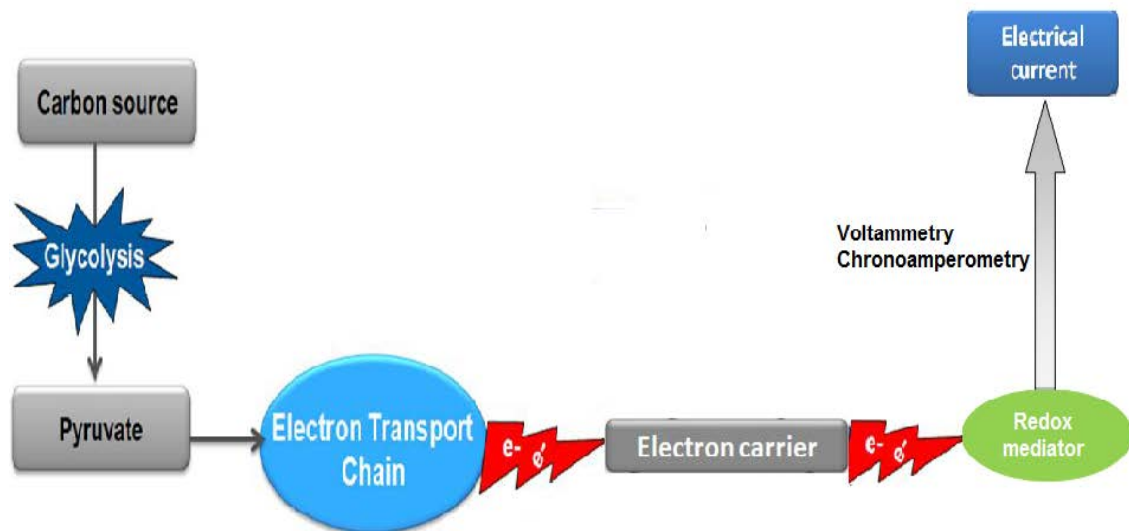 Electrical
current
Carbon source
Glycolysis
Voltammetry
Chronoamperometry
Pyruvate
Electron Transport
Chain
e-
e-
Electron carrier
e-
e-
Redox
mediator